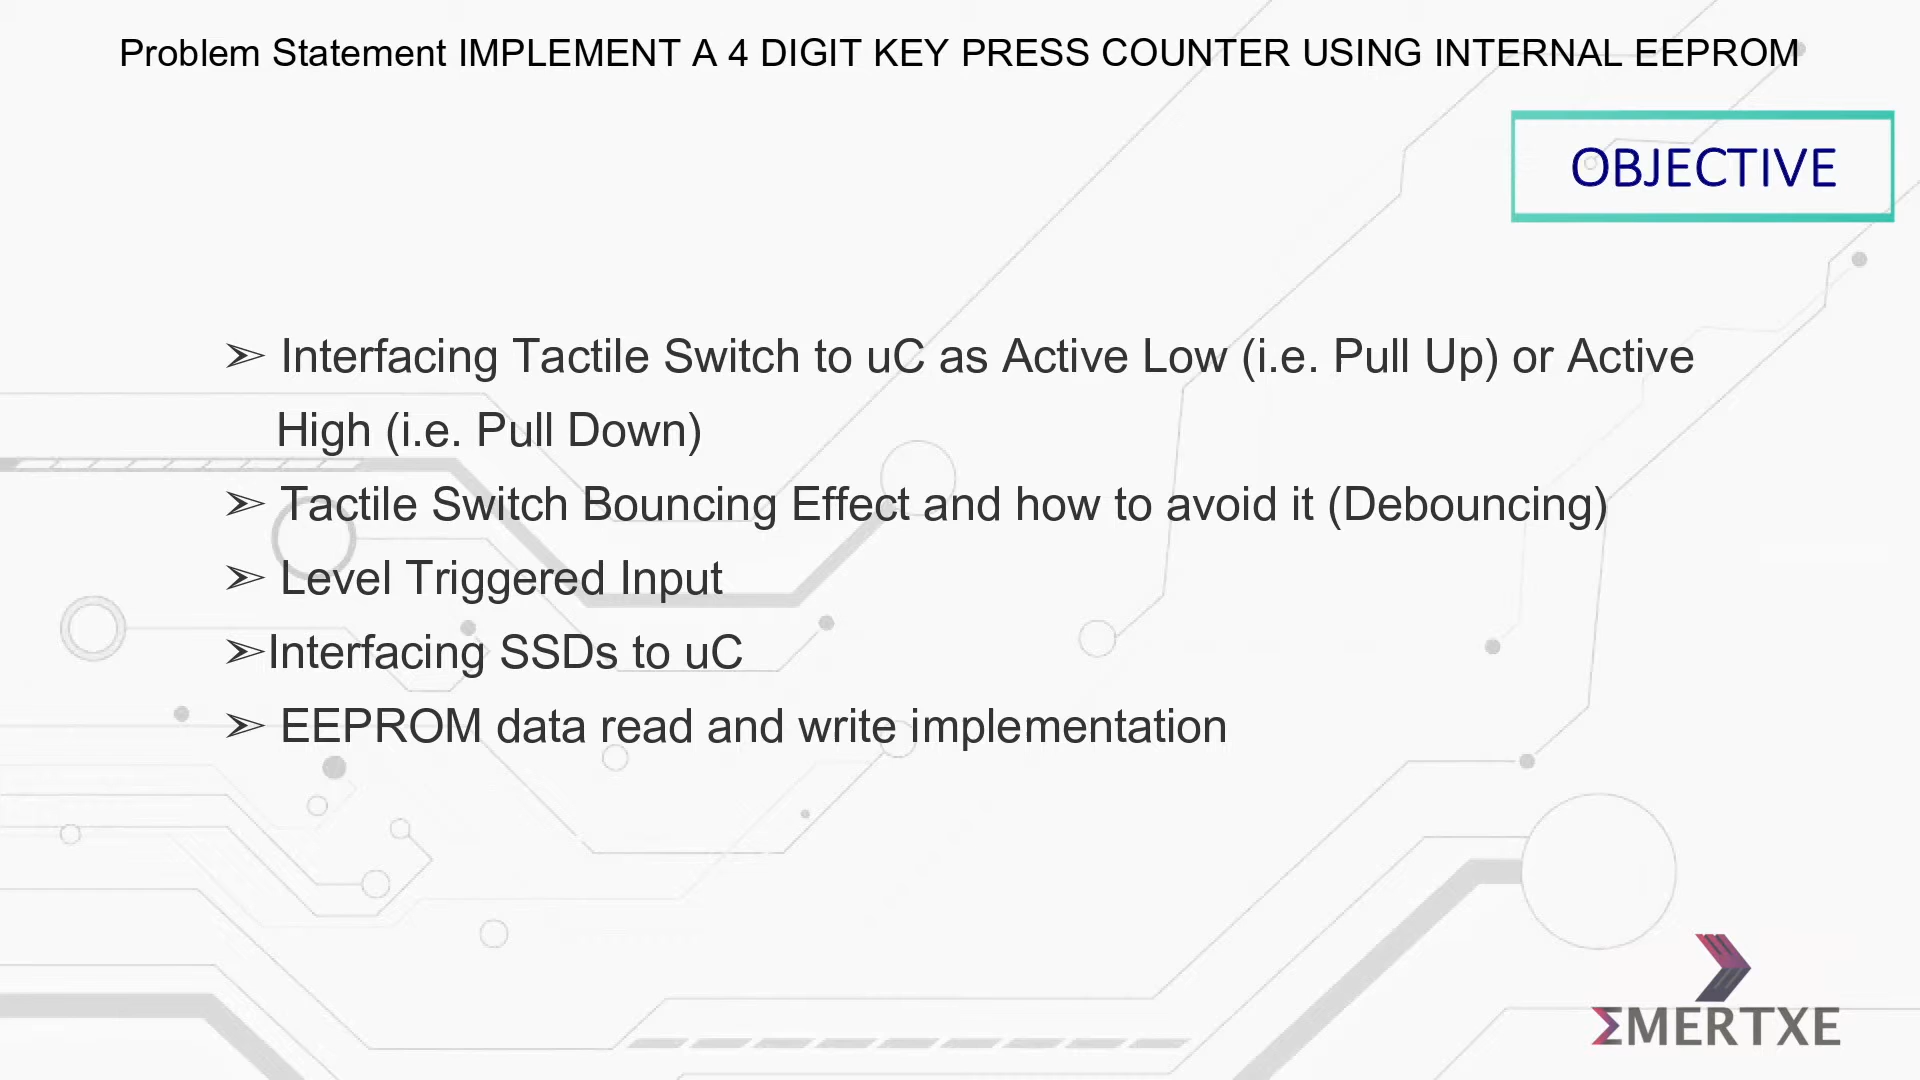 Problem Statement IMPLEMENT A 4 DIGIT KEY PRESS COUNTER USING INTERNAL EEPROM
OBJECTIVE
➢ Interfacing Tactile Switch to uC as Active Low (i.e. Pull Up) or Active
High (i.e. Pull Down)
➢ Tactile Switch Bouncing Effect and how to avoid it (Debouncing)
➢ Level Triggered Input
➢Interfacing SSDs to uC
➢ EEPROM data read and write implementation
ΣMERTXE